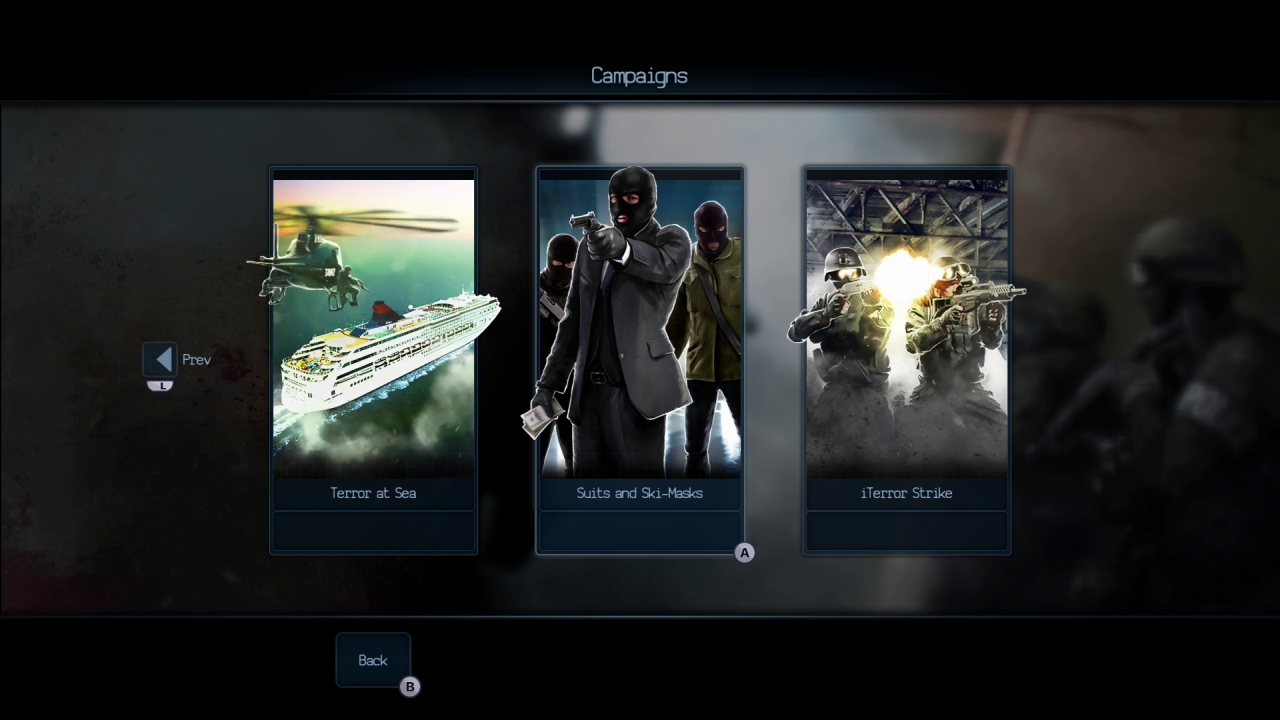 Campaigns
Prev
L
Terror at Sea
Suits and Ski-Masks
iTerror Strike
A
Back
B